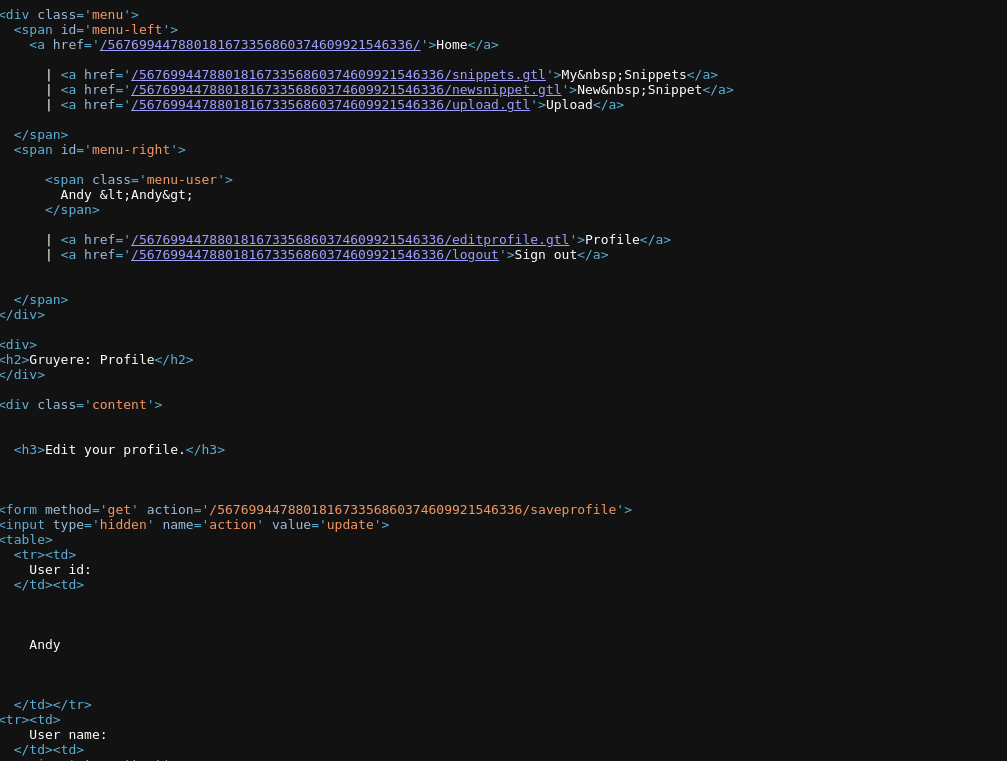 <div class='menu'>
<span id='menu-left'>
<a href='/567699447880181673356860374609921546336/'>Home</a>
| <a href='/567699447880181673356860374609921546336/snippets.gtl'>My&nbsp;Snippets</a>
| <a href='/567699447880181673356860374609921546336/newsnippet.gtl'>New&nbsp;Snippet</a>
| <a href='/567699447880181673356860374609921546336/upload.gtl'>Upload</a>
</span>
<span id='menu-right'>
<span class='menu-user'>
Andy &lt;Andy&gt;
</span>
| <a href='/567699447880181673356860374609921546336/editprofile.gtl'>Profile</a>
| <a href='/567699447880181673356860374609921546336/logout'>Sign out</a>
</span>
</div>
<div>
<h2>Gruyere: Profile</h2>
</div>
<div class='content'>
<h3>Edit your profile.</h3>
<form method='get' action='/567699447880181673356860374609921546336/saveprofile'>
<input type='hidden' name='action' value='update'>
<table>
<tr><td>
User id:
</td><td>
Andy
</td></tr>
<tr><td>
User name:
</td><td>